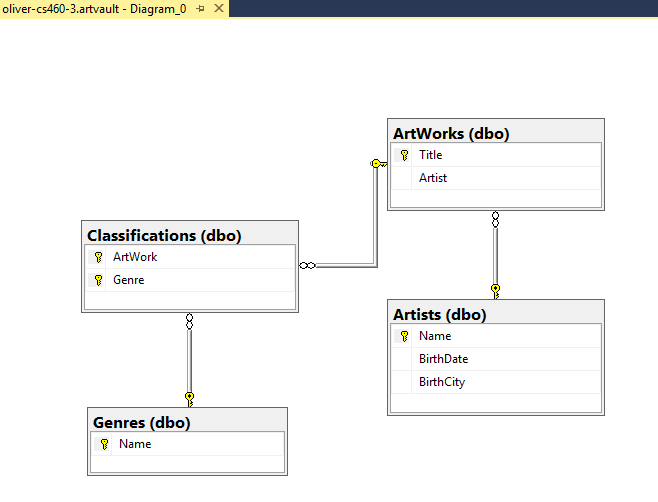 oliver-cs460-3.artvault - Diagram_0
ArtWorks (dbo)
Title
Artist
Classifications (dbo)
ArtWork
Genre
Artists (dbo)
Name
BirthDate
BirthCity
Genres (dbo)
Name